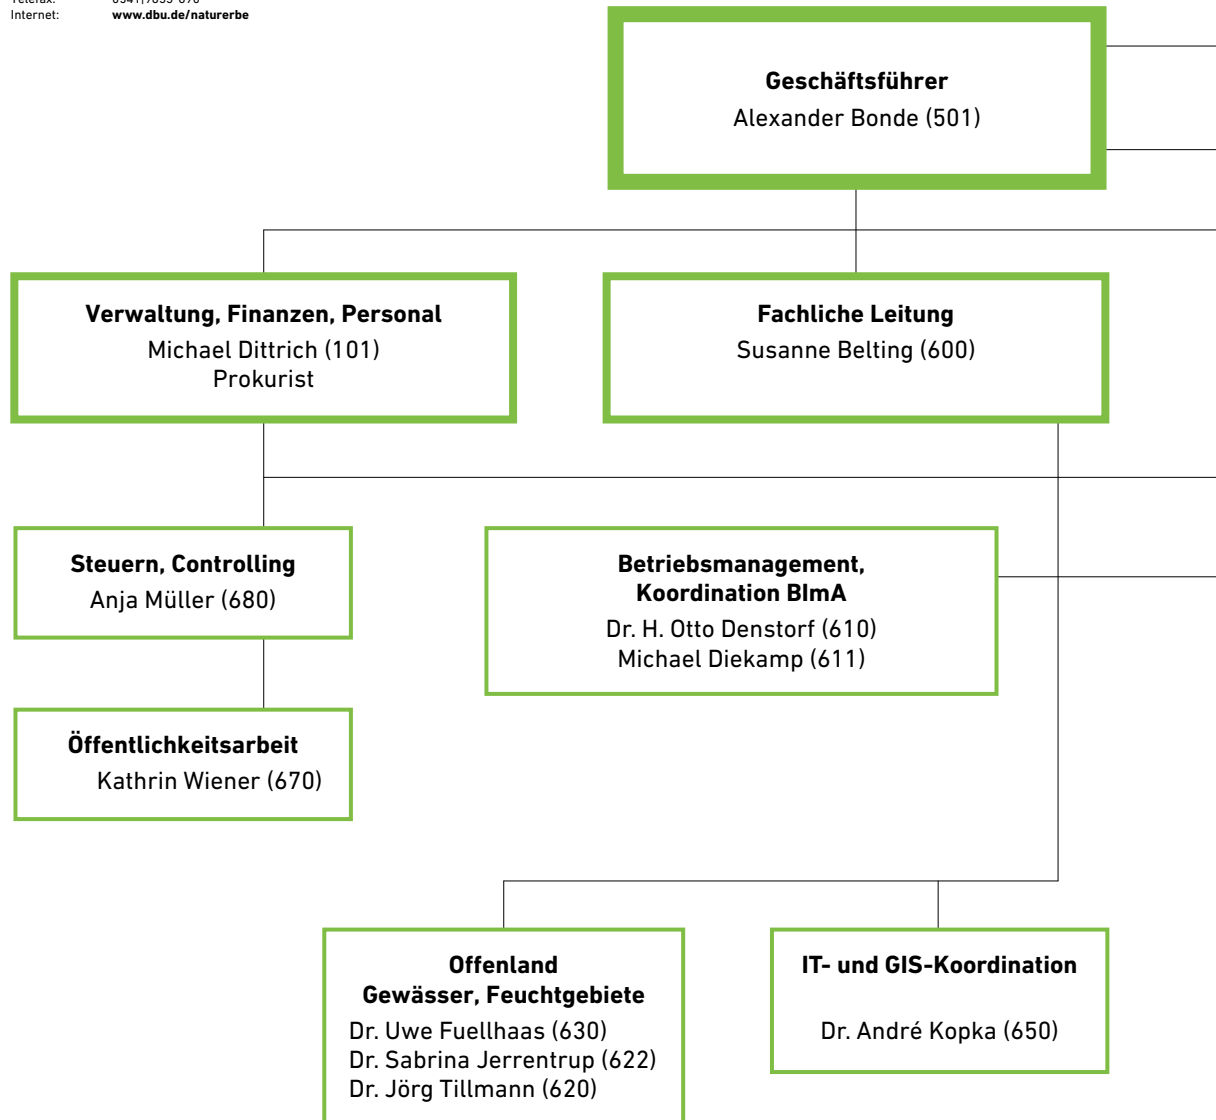 Internet: www.dbu.de/naturerbe
Geschäftsführer
Alexander Bonde (501)
Verwaltung, Finanzen, Personal
Michael Dittrich (101)
Prokurist
Fachliche Leitung
Susanne Belting (600)
Steuern, Controlling
Anja Müller (680)
Betriebsmanagement,
Koordination BImA
Dr. H. Otto Denstorf (610)
Michael Diekamp (611)
Öffentlichkeitsarbeit
Kathrin Wiener (670)
Offenland
Gewässer, Feuchtgebiete
Dr. Uwe Fuellhaas (630)
Dr. Sabrina Jerrentrup (622)
Dr. Jörg Tillmann (620)
IT- und GIS-Koordination
Dr. André Kopka (650)